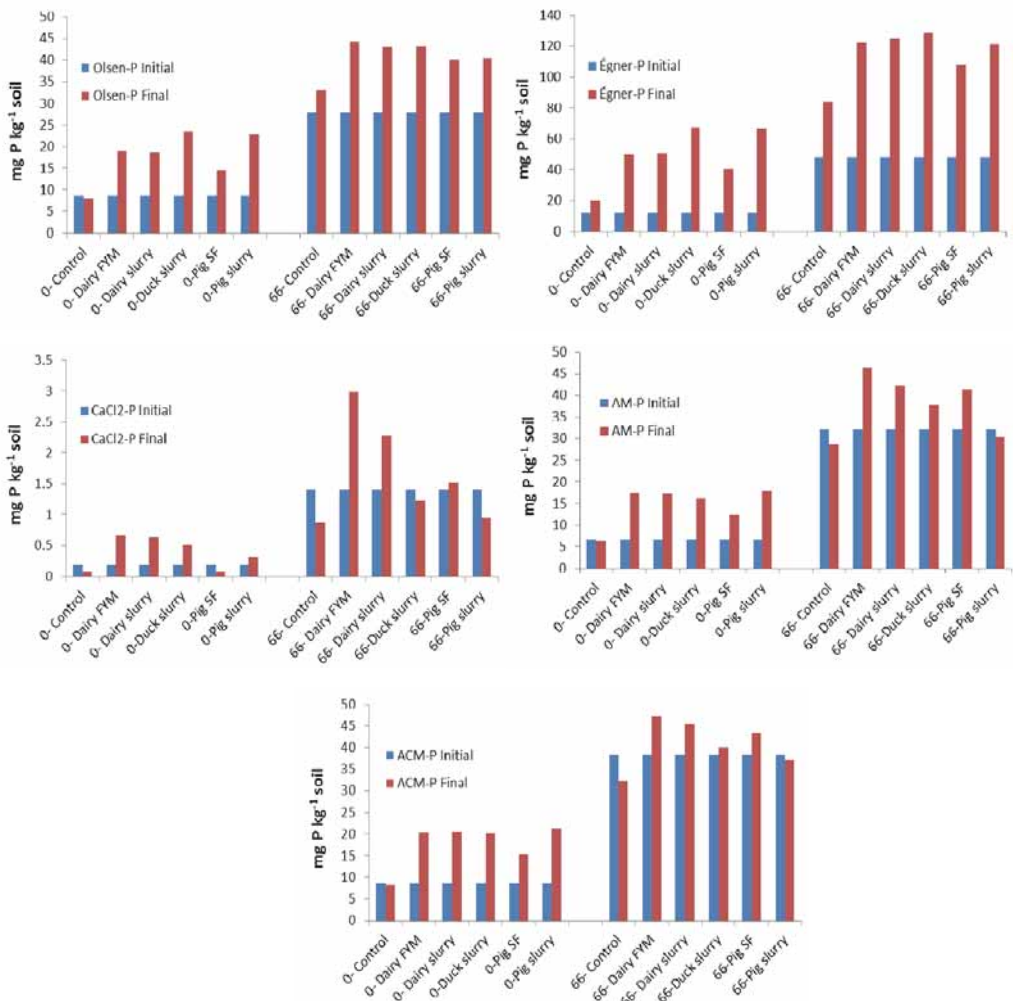 50
45
40
35
30
25
20
15
10
5
0
mg P kg⁻¹ soil
Olsen-P Initial
Olsen-P Final
0- Control
0- Dairy FYM
0- Dairy slurry
0-Duck slurry
0-Pig SF
0-Pig slurry
66- Control
66- Dairy FYM
66- Dairy slurry
66-Duck slurry
66-Pig SF
66-Pig slurry
140
120
100
80
60
40
20
0
mg P kg⁻¹ soil
Égner-P Initial
Égner-P Final
0- Control
0- Dairy FYM
0- Dairy slurry
0-Duck slurry
0-Pig SF
0-Pig slurry
66- Control
66- Dairy FYM
66- Dairy slurry
66-Duck slurry
66-Pig SF
66-Pig slurry
3.5
3
2.5
2
1.5
1
0.5
0
mg P kg⁻¹ soil
CaCl2-P Initial
CaCl2-P Final
0- Control
0- Dairy FYM
0- Dairy slurry
0-Duck slurry
0-Pig SF
0-Pig slurry
66- Control
66- Dairy FYM
66- Dairy slurry
66-Duck slurry
66-Pig SF
66-Pig slurry
50
45
40
35
30
25
20
15
10
5
0
mg P kg⁻¹ soil
AM-P Initial
AM-P Final
0- Control
0- Dairy FYM
0- Dairy slurry
0-Duck slurry
0-Pig SF
0-Pig slurry
66- Control
66- Dairy FYM
66- Dairy slurry
66-Duck slurry
66-Pig SF
66-Pig slurry
50
45
40
35
30
25
20
15
10
5
0
mg P kg⁻¹ soil
ACM-P Initial
ACM-P Final
0- Control
0- Dairy FYM
0- Dairy slurry
0-Duck slurry
0-Pig SF
0-Pig slurry
66- Control
66- Dairy FYM
66- Dairy slurry
66-Duck slurry
66-Pig SF
66-Pig slurry